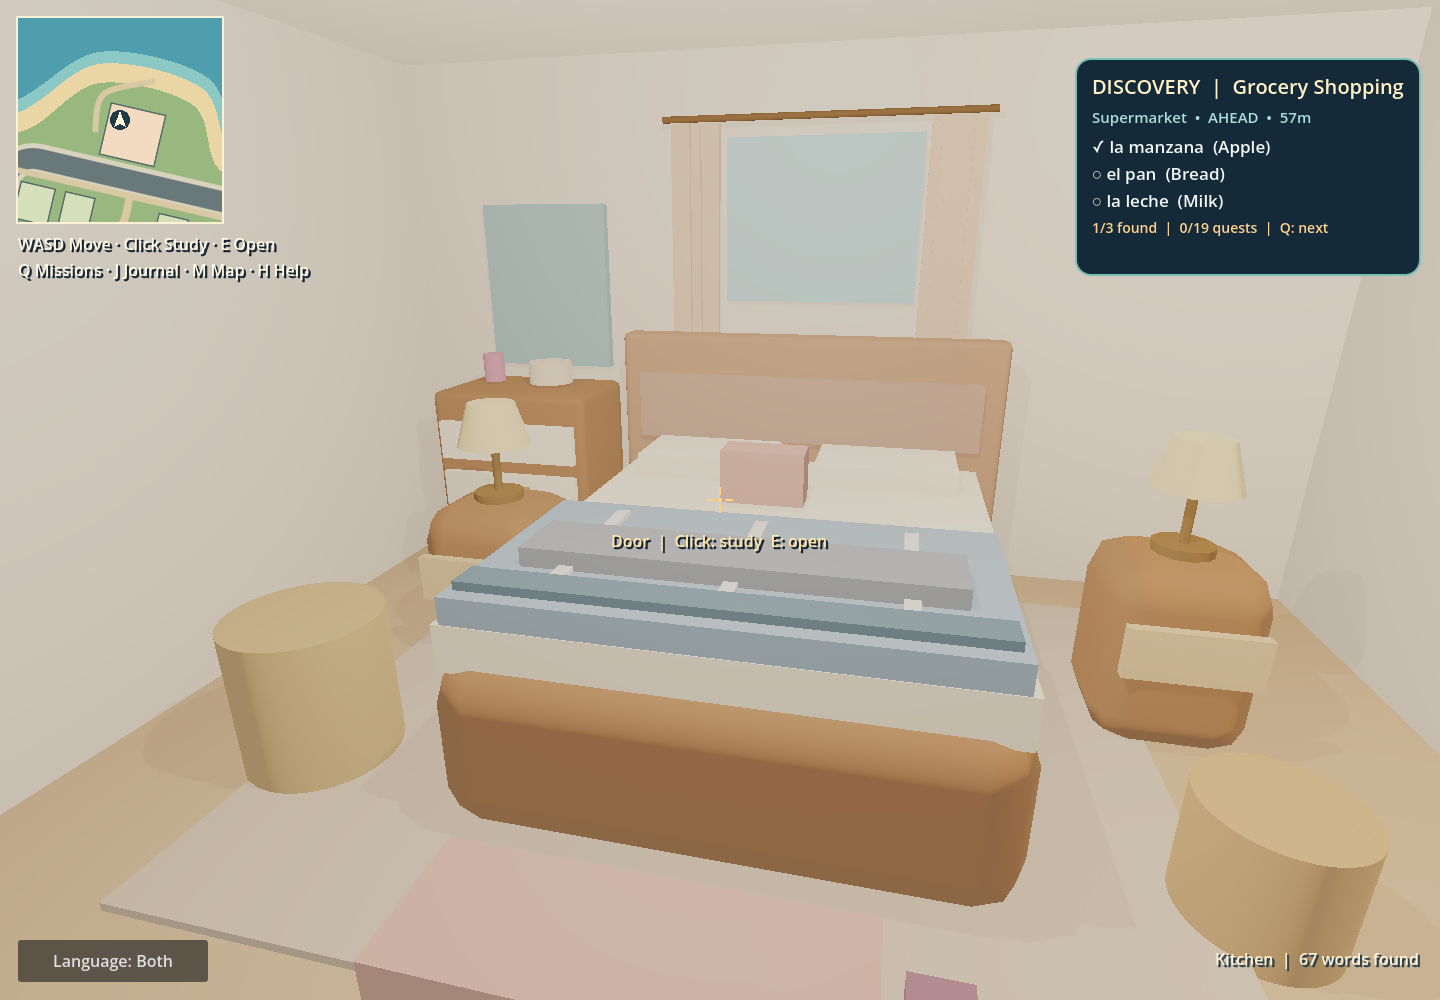 DISCOVERY | Grocery Shopping
Supermarket • AHEAD • 57m
✓ la manzana (Apple)
○ el pan (Bread)
○ la leche (Milk)
1/3 found | 0/19 quests | Q: next
WASD Move · Click Study · E Open
Q Missions · J Journal · M Map · H Help
Door | Click: study E: open
Language: Both
Kitchen | 67 words found